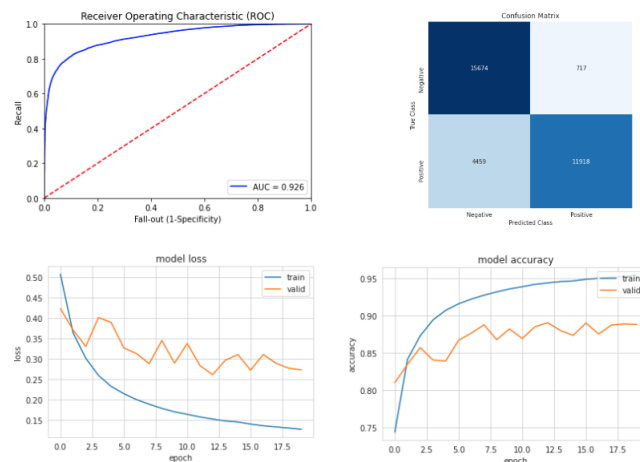 Receiver Operating Characteristic (ROC)
1.0
0.8
0.6
0.4
0.2
0.0
Recall
AUC = 0.926
0.0 0.2 0.4 0.6 0.8 1.0
Fall-out (1-Specificity)
Confusion Matrix
True Class
Negative
15674 717
Positive
4459 11918
Negative Positive
Predicted Class
model loss
train
valid
0.50
0.45
0.40
0.35
0.30
0.25
0.20
0.15
loss
0.0 2.5 5.0 7.5 10.0 12.5 15.0 17.5
epoch
model accuracy
train
valid
0.95
0.90
0.85
0.80
0.75
accuracy
0.0 2.5 5.0 7.5 10.0 12.5 15.0 17.5
epoch